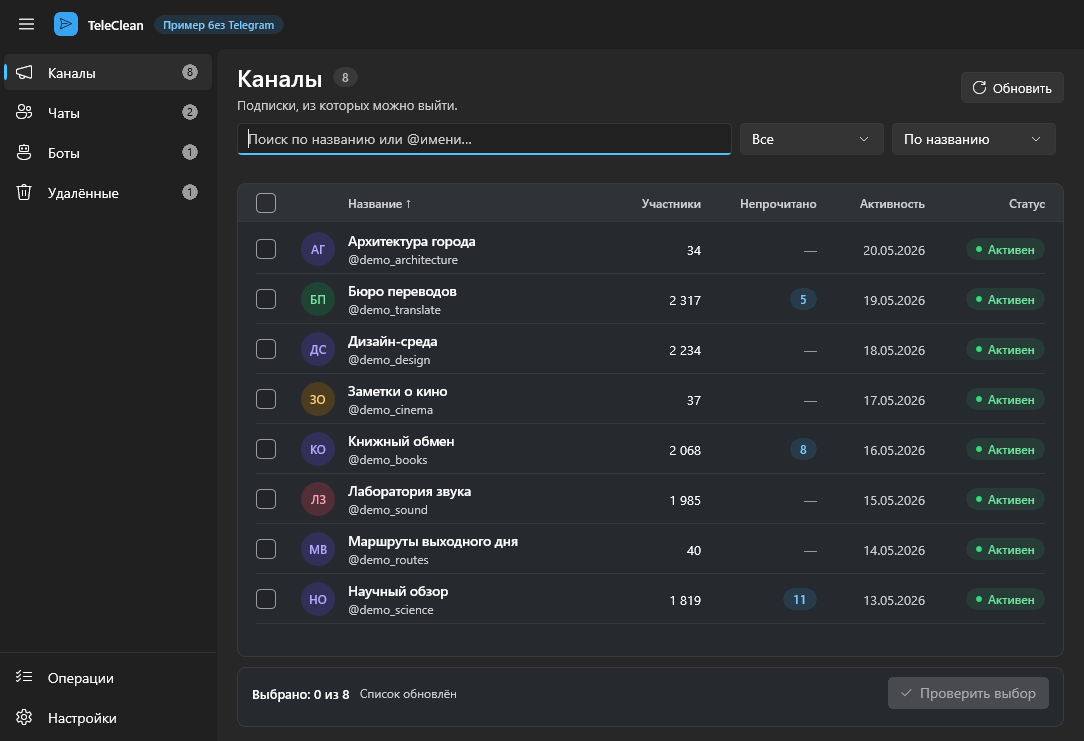 TeleClean Пример без Telegram
Каналы 8
Чаты 2
Боты 1
Удалённые 1
Операции
Настройки
Каналы 8
Подписки, из которых можно выйти.
Обновить
Поиск по названию или @имени...
Все
По названию
Название ↑ Участники Непрочитано Активность Статус
АГ Архитектура города 34 — 20.05.2026 Активен
@demo_architecture
БП Бюро переводов 2 317 5 19.05.2026 Активен
@demo_translate
ДС Дизайн-среда 2 234 — 18.05.2026 Активен
@demo_design
ЗО Заметки о кино 37 — 17.05.2026 Активен
@demo_cinema
КО Книжный обмен 2 068 8 16.05.2026 Активен
@demo_books
ЛЗ Лаборатория звука 1 985 — 15.05.2026 Активен
@demo_sound
МВ Маршруты выходного дня 40 — 14.05.2026 Активен
@demo_routes
НО Научный обзор 1 819 11 13.05.2026 Активен
@demo_science
Выбрано: 0 из 8 Список обновлён
Проверить выбор